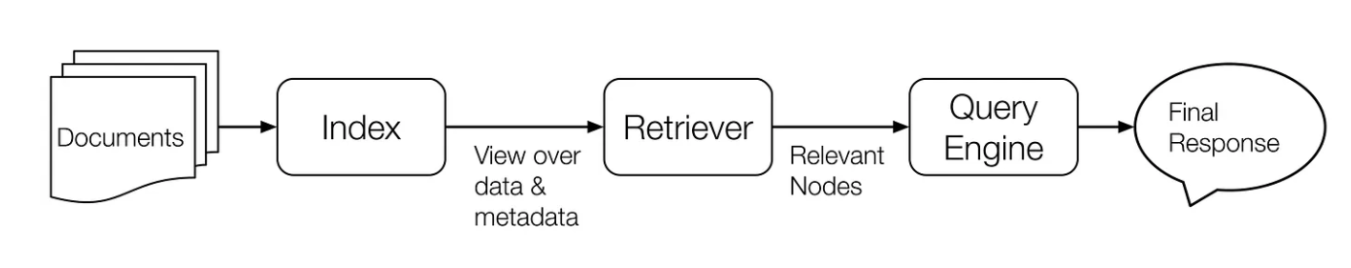 Documents
Index
View over
data &
metadata
Retriever
Relevant
Nodes
Query
Engine
Final
Response